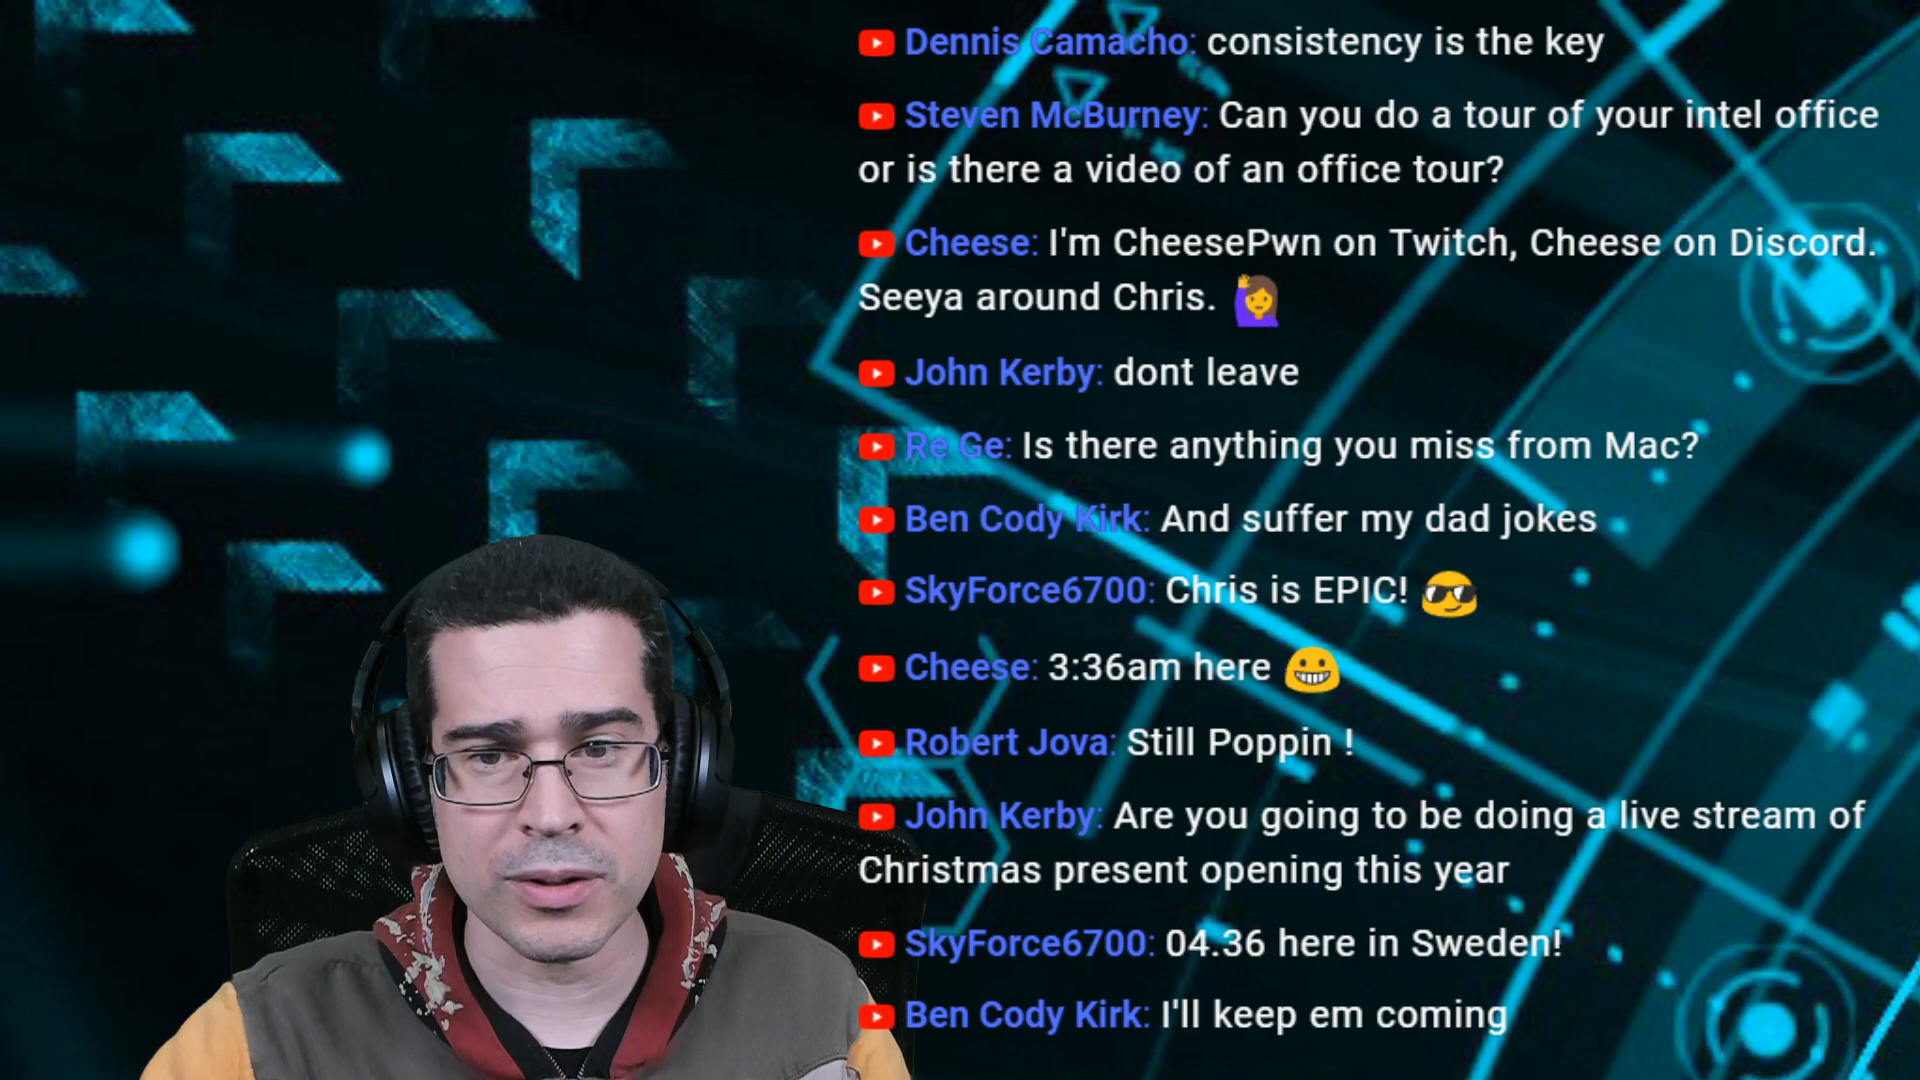 Dennis Camacho: consistency is the key
Steven McBurney: Can you do a tour of your intel office
or is there a video of an office tour?
Cheese: I'm CheesePwn on Twitch, Cheese on Discord.
Seeya around Chris. 🙋‍♀️
John Kerby: dont leave
Re Ge: Is there anything you miss from Mac?
Ben Cody Kirk: And suffer my dad jokes
SkyForce6700: Chris is EPIC! 😎
Cheese: 3:36am here 😀
Robert Jova: Still Poppin !
John Kerby: Are you going to be doing a live stream of
Christmas present opening this year
SkyForce6700: 04.36 here in Sweden!
Ben Cody Kirk: I'll keep em coming